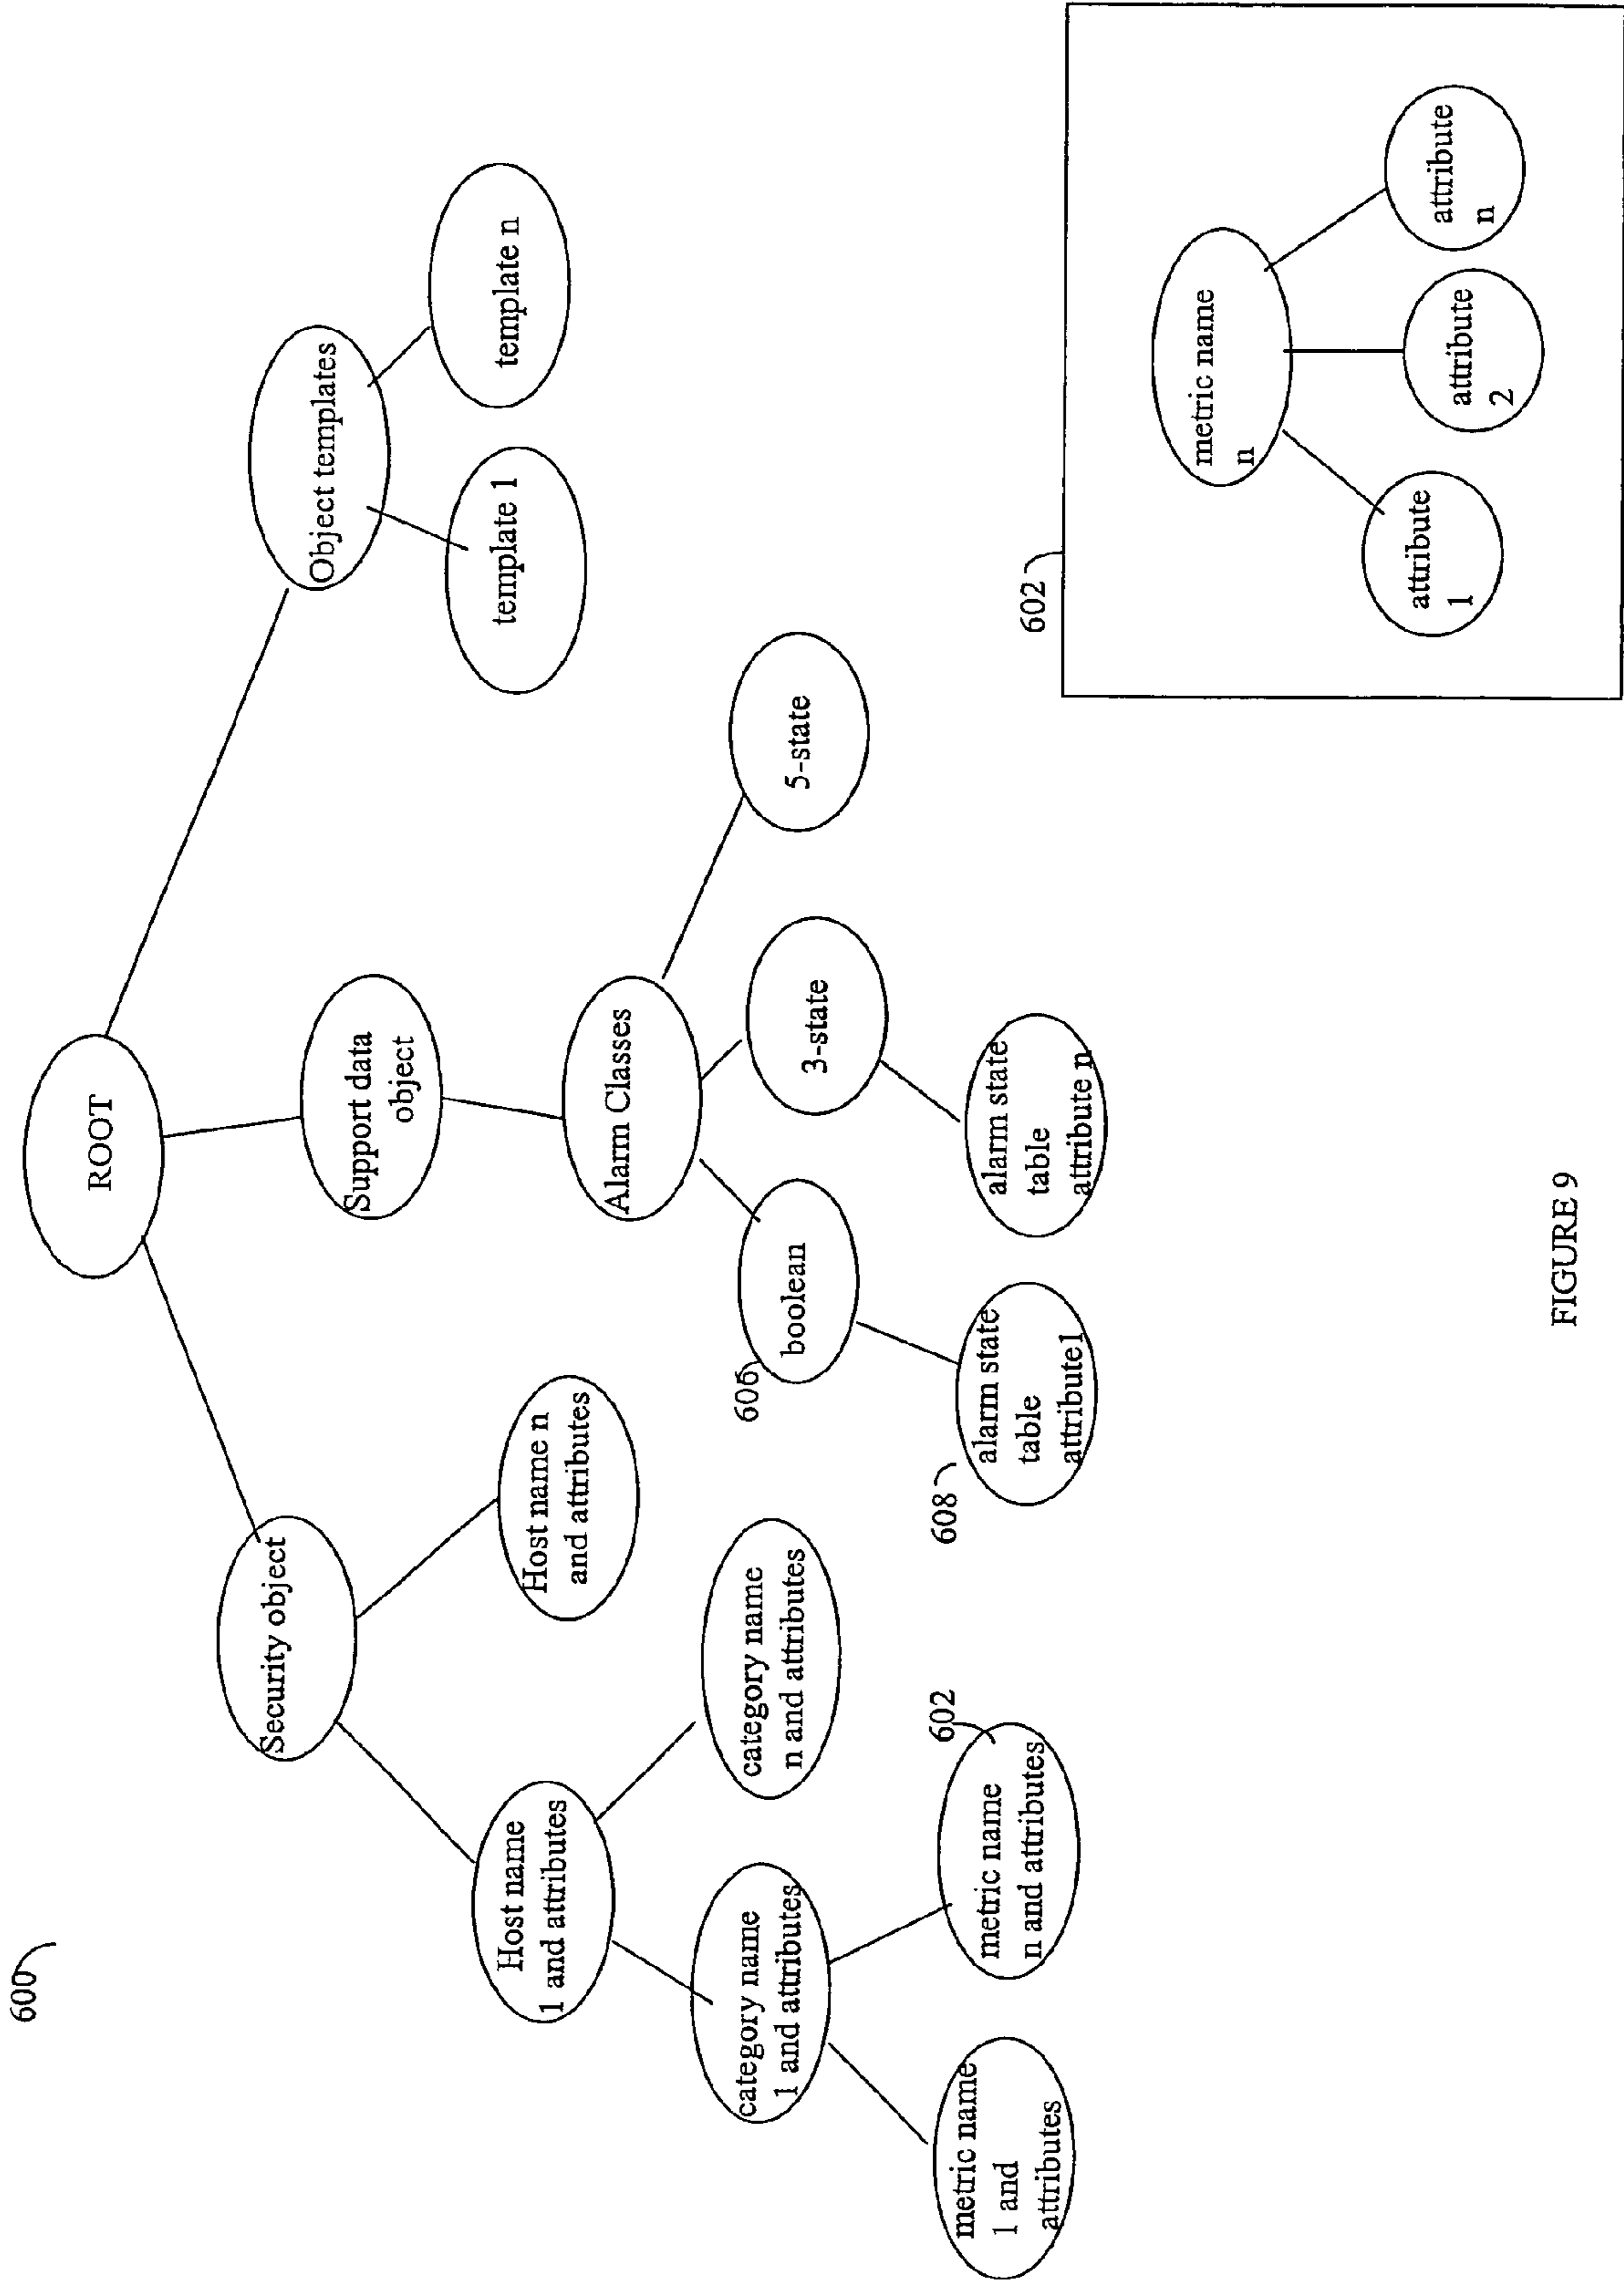 600
ROOT
Security object
Support data
object
Object templates
Host name
1 and attributes
Host name n
and attributes
Alarm Classes
template 1
template n
category name
1 and attributes
category name
n and attributes
606
boolean
3-state
5-state
metric name
1 and
attributes
602
metric name
n and attributes
608
alarm state
table
attribute1
alarm state
table
attribute n
602
metric name
n
attribute
1
attribute
2
attribute
n
FIGURE 9